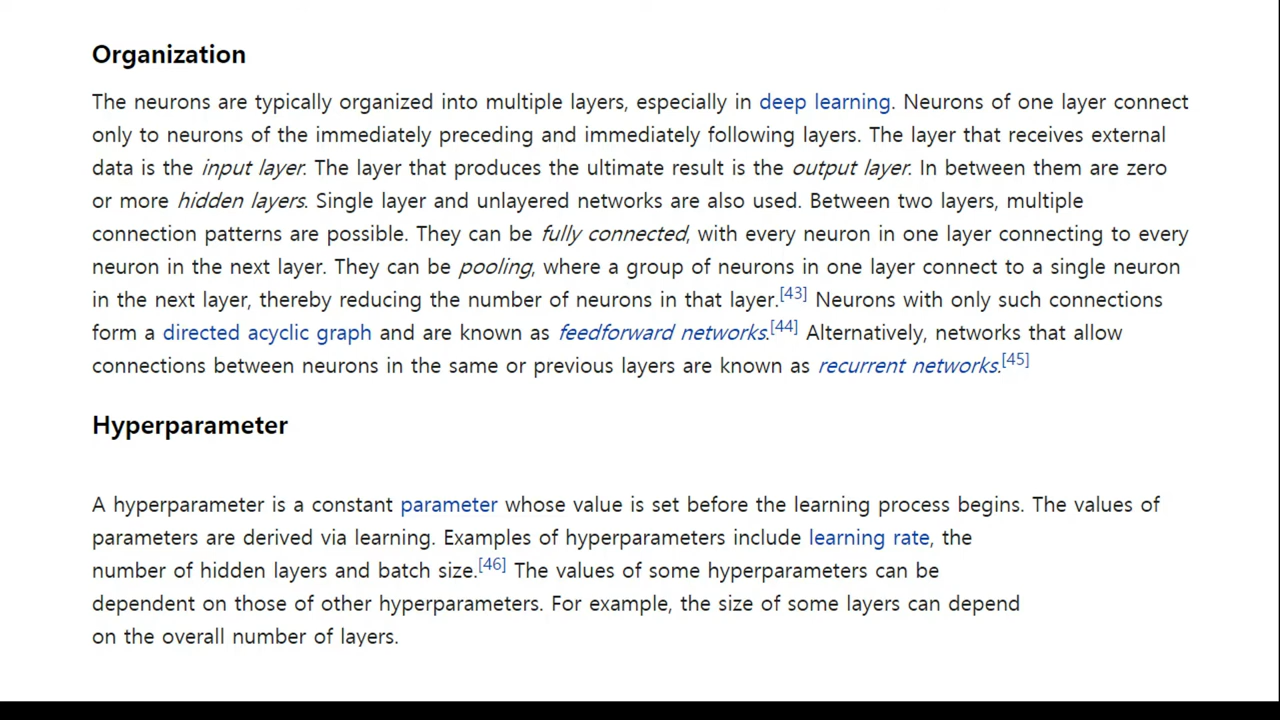 Organization
The neurons are typically organized into multiple layers, especially in deep learning. Neurons of one layer connect
only to neurons of the immediately preceding and immediately following layers. The layer that receives external
data is the input layer. The layer that produces the ultimate result is the output layer. In between them are zero
or more hidden layers. Single layer and unlayered networks are also used. Between two layers, multiple
connection patterns are possible. They can be fully connected, with every neuron in one layer connecting to every
neuron in the next layer. They can be pooling, where a group of neurons in one layer connect to a single neuron
in the next layer, thereby reducing the number of neurons in that layer.[43] Neurons with only such connections
form a directed acyclic graph and are known as feedforward networks.[44] Alternatively, networks that allow
connections between neurons in the same or previous layers are known as recurrent networks.[45]
Hyperparameter
A hyperparameter is a constant parameter whose value is set before the learning process begins. The values of
parameters are derived via learning. Examples of hyperparameters include learning rate, the
number of hidden layers and batch size.[46] The values of some hyperparameters can be
dependent on those of other hyperparameters. For example, the size of some layers can depend
on the overall number of layers.